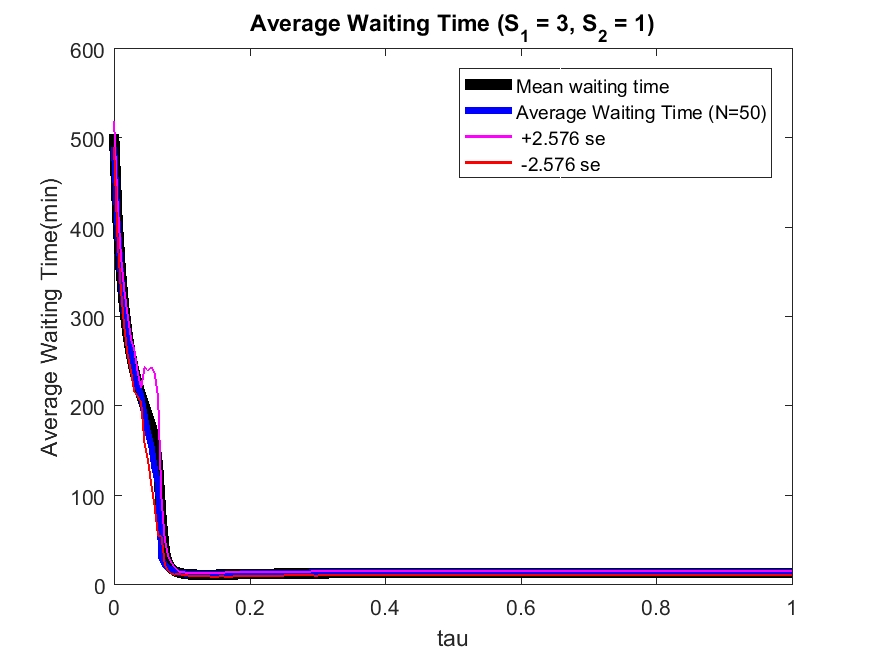 Average Waiting Time (S1 = 3, S2 = 1)
600
500
400
300
200
100
0
Average Waiting Time(min)
Mean waiting time
Average Waiting Time (N=50)
+2.576 se
-2.576 se
0 0.2 0.4 0.6 0.8 1
tau